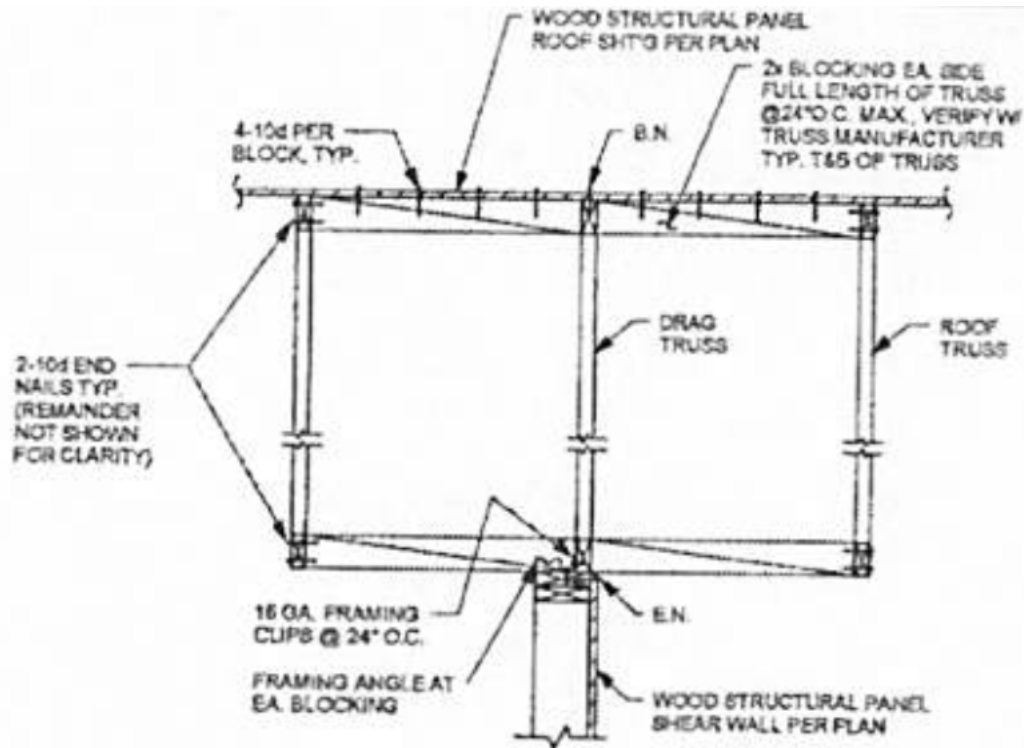 WOOD STRUCTURAL PANEL
ROOF SHT'G PER PLAN
2x BLOCKING EA. SIDE
FULL LENGTH OF TRUSS
@24"O.C. MAX., VERIFY W/
TRUSS MANUFACTURER
TYP. T&B OF TRUSS
4-10d PER
BLOCK, TYP.
B.N.
DRAG
TRUSS
ROOF
TRUSS
2-10d END
NAILS TYP.
(REMAINDER
NOT SHOWN
FOR CLARITY)
16 GA. FRAMING
CLIPS @ 24" O.C.
E.N.
FRAMING ANGLE AT
EA. BLOCKING
WOOD STRUCTURAL PANEL
SHEAR WALL PER PLAN